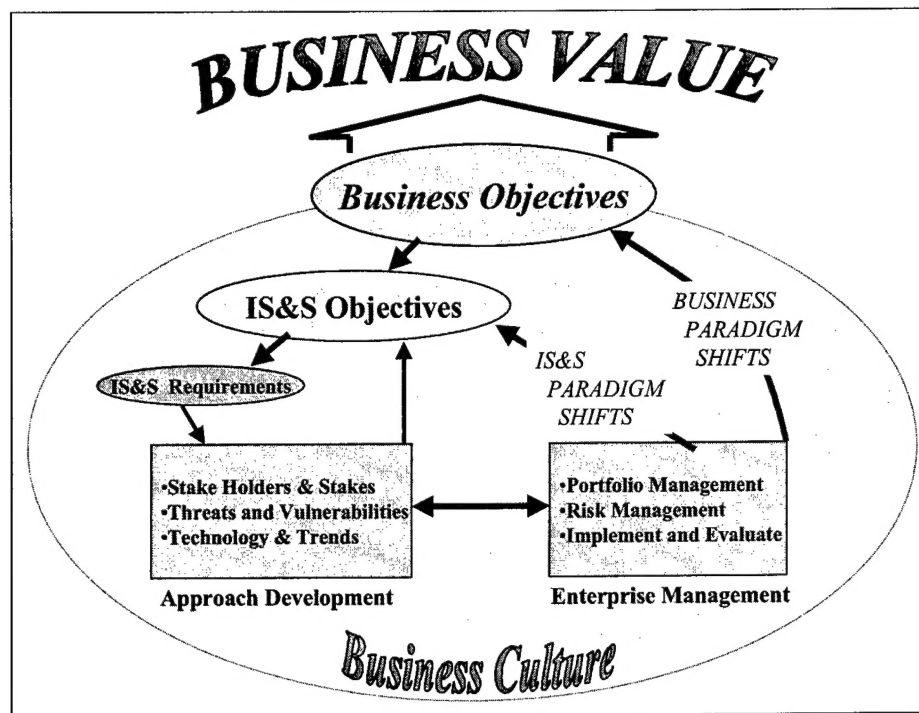 BUSINESS VALUE
Business Objectives
IS&S Objectives
BUSINESS
PARADIGM
SHIFTS
IS&S
PARADIGM
SHIFTS
IS&S Requirements
•Stake Holders & Stakes
•Threats and Vulnerabilities
•Technology & Trends
Approach Development
•Portfolio Management
•Risk Management
•Implement and Evaluate
Enterprise Management
Business Culture